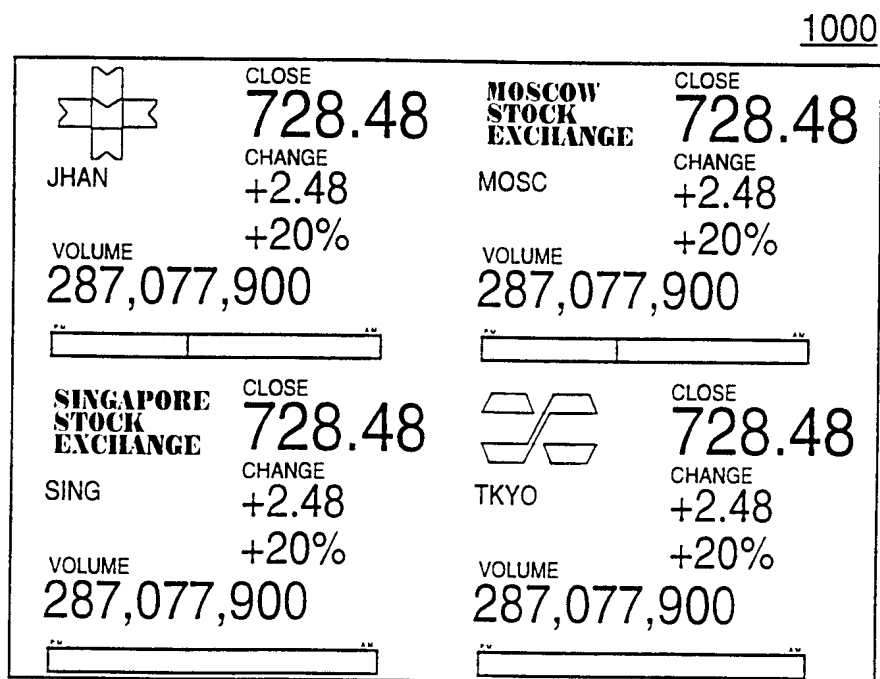 1000
CLOSE
728.48
CHANGE
JHAN
+2.48
+20%
VOLUME
287,077,900
MOSCOW
STOCK
EXCHANGE
CLOSE
728.48
CHANGE
MOSC
+2.48
+20%
VOLUME
287,077,900
SINGAPORE
STOCK
EXCHANGE
CLOSE
728.48
CHANGE
SING
+2.48
+20%
VOLUME
287,077,900
CLOSE
728.48
CHANGE
TKYO
+2.48
+20%
VOLUME
287,077,900